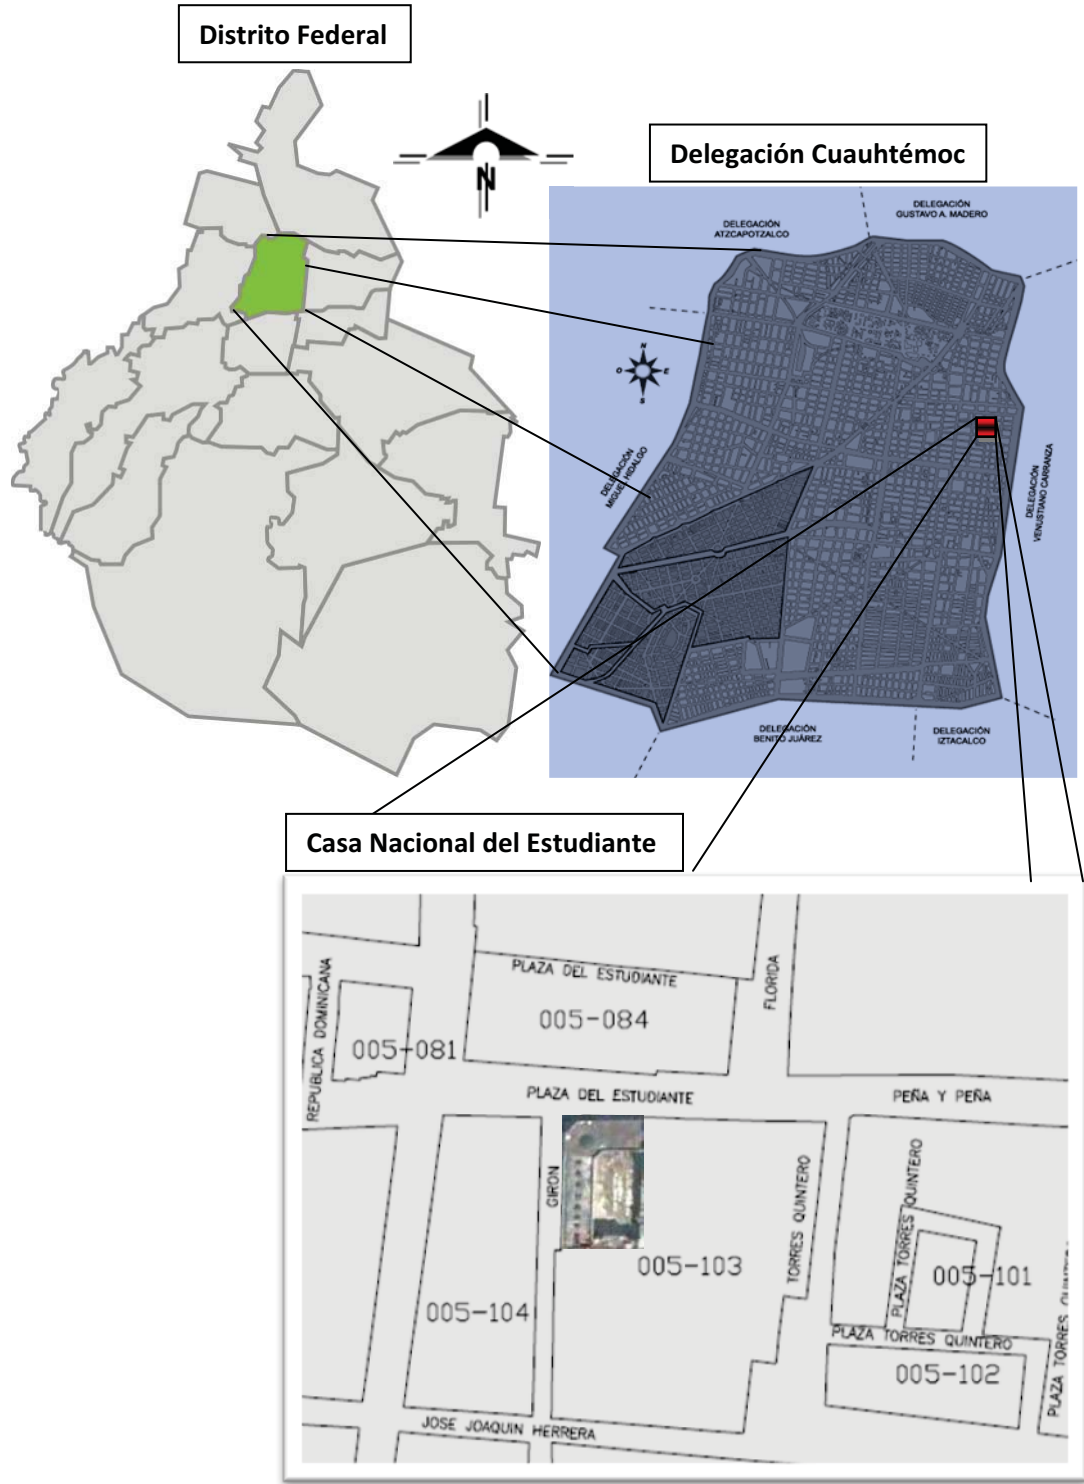 Distrito Federal
N
Delegación Cuauhtémoc
DELEGACIÓN
GUSTAVO A. MADERO
DELEGACIÓN
ATZCAPOTZALCO
N
O
E
S
DELEGACIÓN
MIGUEL HIDALGO
DELEGACIÓN
VENUSTIANO CARRANZA
DELEGACIÓN
BENITO JUÁREZ
DELEGACIÓN
IZTACALCO
Casa Nacional del Estudiante
REPUBLICA DOMINICANA
PLAZA DEL ESTUDIANTE
FLORIDA
005-084
005-081
PLAZA DEL ESTUDIANTE
PEÑA Y PEÑA
GIRON
TORRES QUINTERO
PLAZA TORRES QUINTERO
005-103
005-101
005-104
PLAZA TORRES QUINTERO
005-102
PLAZA TORRES QUINTERO
JOSE JOAQUIN HERRERA